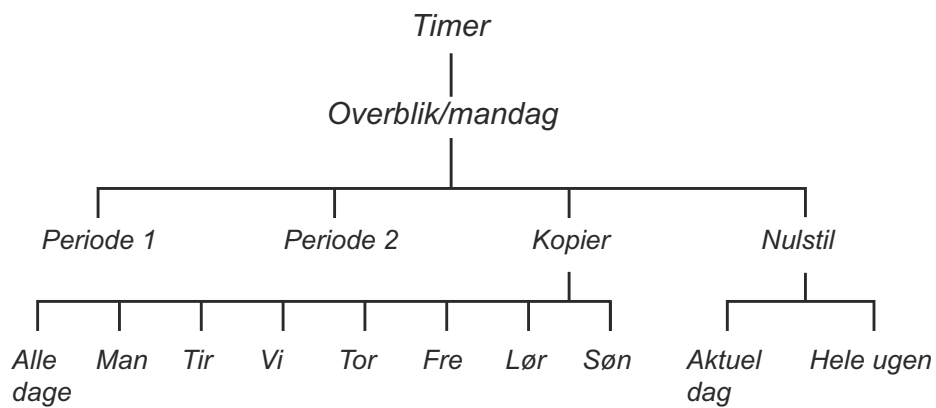 Timer
Overblik/mandag
Periode 1 Periode 2 Kopier Nulstil
Alle Man Tir Vi Tor Fre Lør Søn Aktuel Hele ugen
dage dag